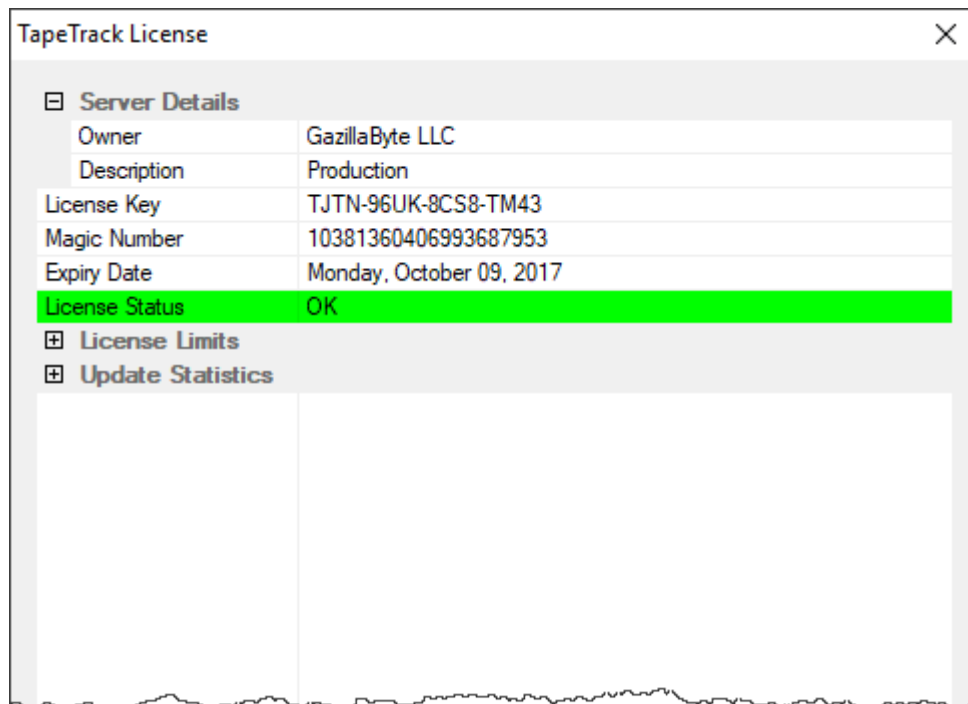 TapeTrack License
Server Details
Owner GazillaByte LLC
Description Production
License Key TJTN-96UK-8CS8-TM43
Magic Number 10381360406993687953
Expiry Date Monday, October 09, 2017
License Status OK
License Limits
Update Statistics